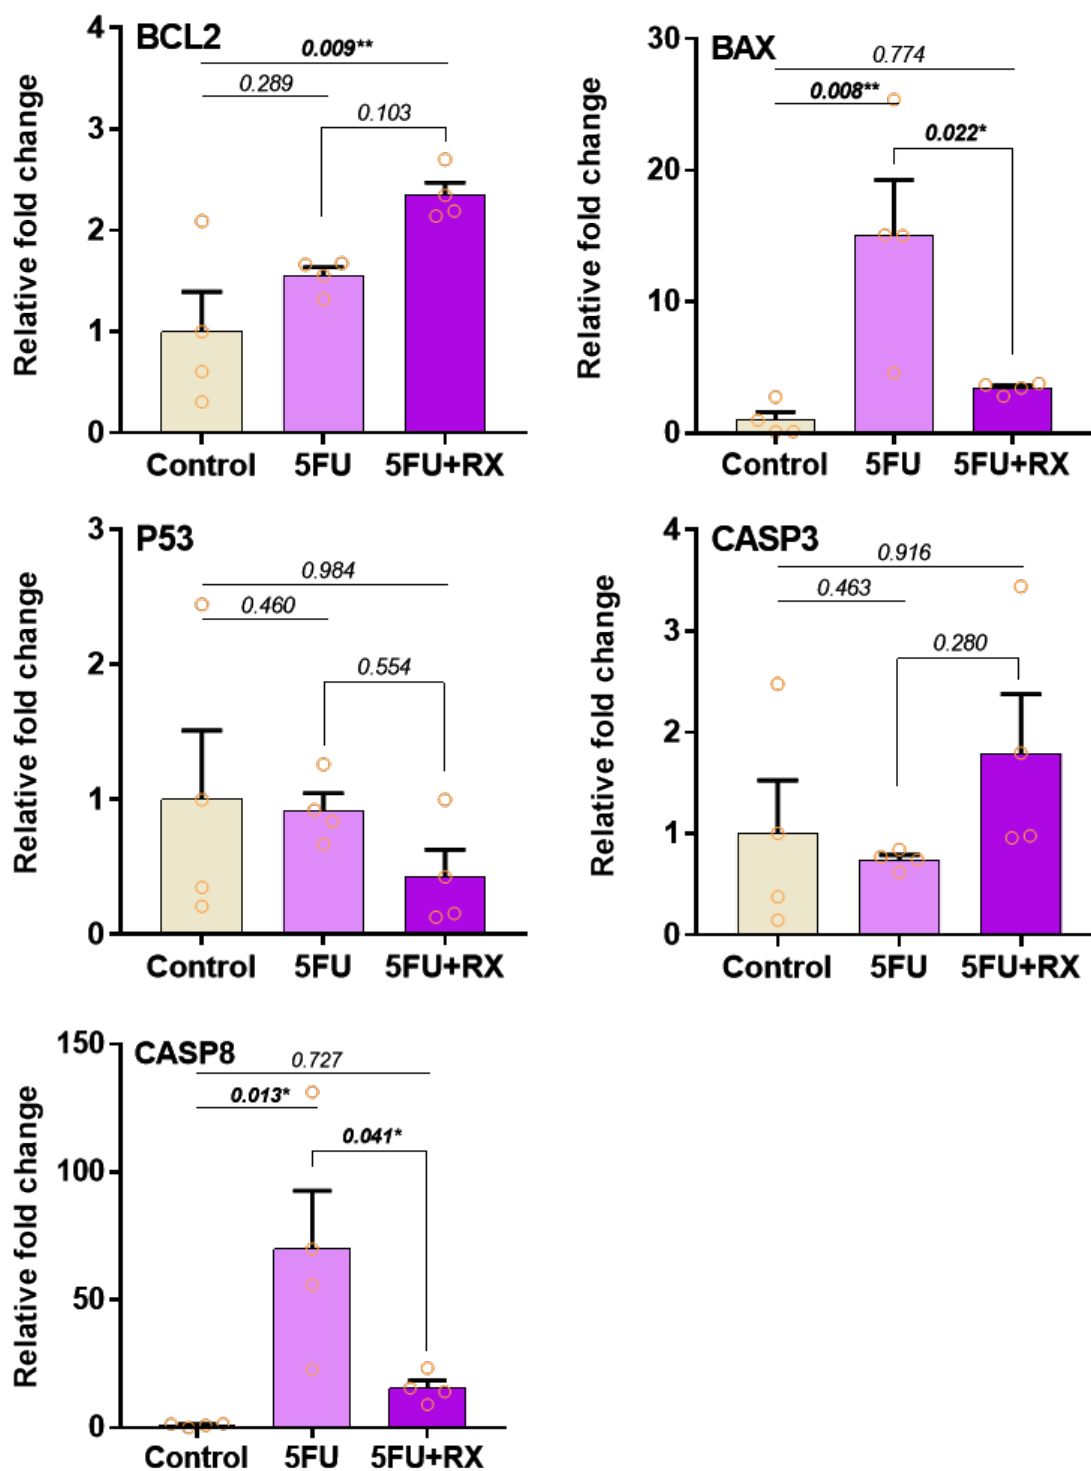 BCL2
Relative fold change
4
3
2
1
0
0.009**
0.289
0.103
Control 5FU 5FU+RX
BAX
Relative fold change
30
20
10
0
0.774
0.008**
0.022*
Control 5FU 5FU+RX
P53
Relative fold change
3
2
1
0
0.984
0.460
0.554
Control 5FU 5FU+RX
CASP3
Relative fold change
4
3
2
1
0
0.916
0.463
0.280
Control 5FU 5FU+RX
CASP8
Relative fold change
150
100
50
0
0.727
0.013*
0.041*
Control 5FU 5FU+RX